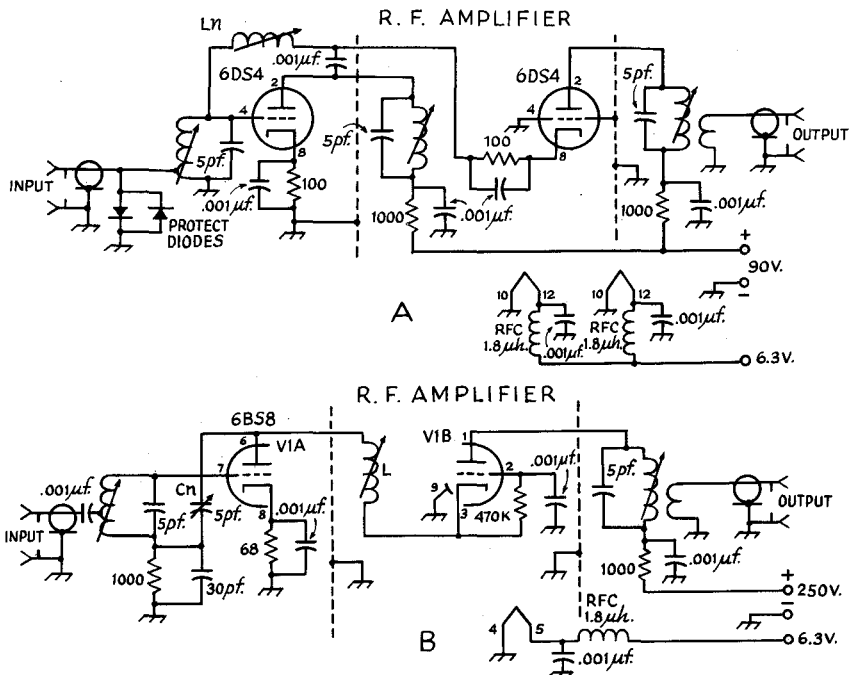 R. F. AMPLIFIER
Ln
.001µf.
6DS4
2
4
8
5pf.
INPUT
.001µf.
100
PROTECT
DIODES
5pf.
1000
.001µf.
100
6DS4
2
4
8
5pf.
OUTPUT
1000
.001µf.
+
90V.
−
A
10
12
RFC
1.8µh.
.001µf.
10
12
RFC
1.8µh.
.001µf.
6.3V.
R. F. AMPLIFIER
6BS8
6
V1A
7
8
.001µf.
INPUT
5pf.
Cn
5pf.
1000
30pf.
68
.001µf.
L
V1B
1
2
9
3
470K
.001µf.
5pf.
OUTPUT
1000
.001µf.
+
250V.
−
B
4
5
RFC
1.8µh.
.001µf.
6.3V.